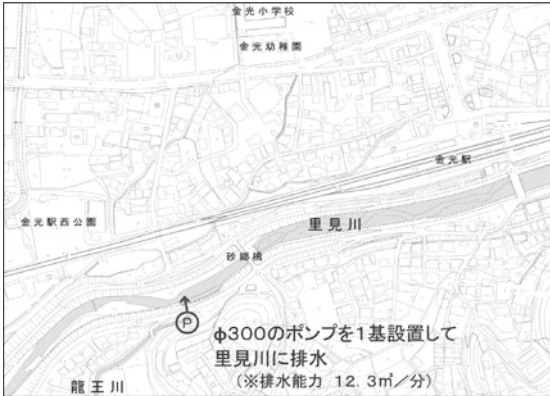 金光小学校
金光幼稚園
金光駅
金光駅西公園
里見川
砂郷橋
P
φ300のポンプを1基設置して
里見川に排水
（※排水能力 12.3㎥／分）
龍王川